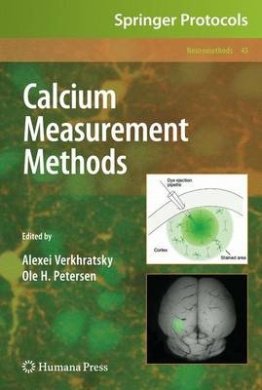 Springer Protocols
Neuromethods 43
Calcium
Measurement
Methods
Edited by
Alexei Verkhratsky
Ole H. Petersen
Dye-ejection
pipette
Cortex
Stained area
Humana Press